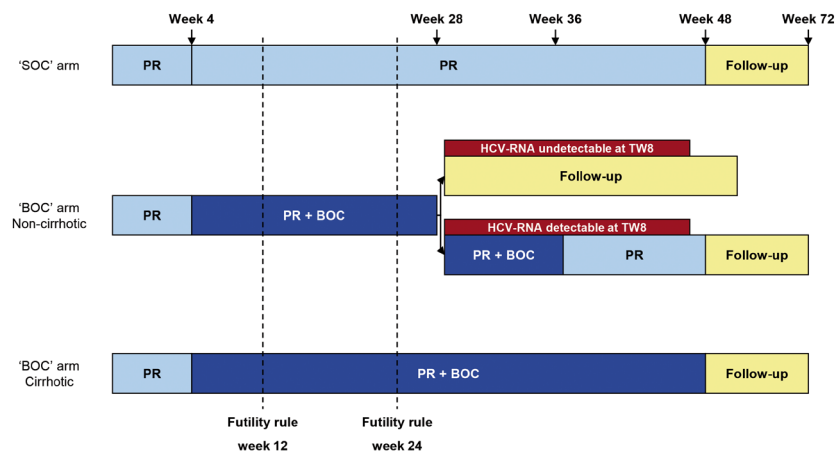 Week 4 Week 28 Week 36 Week 48 Week 72
‘SOC’ arm PR PR Follow-up
HCV-RNA undetectable at TW8
Follow-up
‘BOC’ arm
Non-cirrhotic
PR PR + BOC
HCV-RNA detectable at TW8
PR + BOC PR Follow-up
‘BOC’ arm
Cirrhotic
PR PR + BOC Follow-up
Futility rule
week 12
Futility rule
week 24